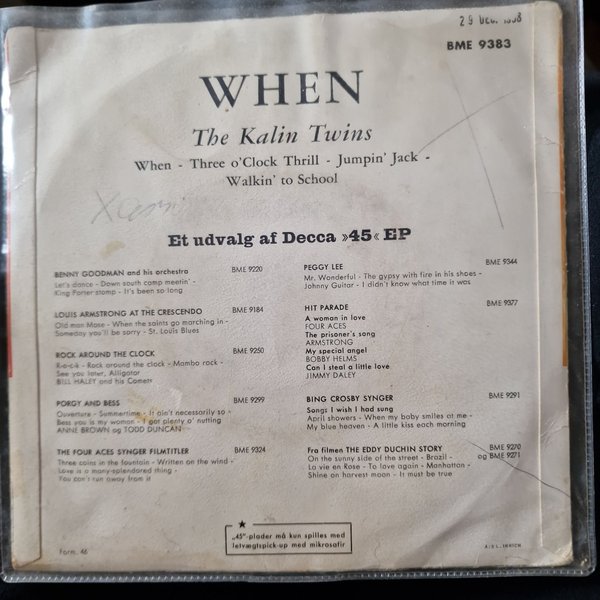 29 DEC. 1958
BME 9383
WHEN
The Kalin Twins
When - Three o'Clock Thrill - Jumpin' Jack -
Walkin' to School
Et udvalg af Decca »45« EP
BENNY GOODMAN and his orchestra BME 9220
Let's dance - Down south camp meetin' -
King Porter stomp - It's been so long
LOUIS ARMSTRONG AT THE CRESCENDO BME 9184
Old man Mose - When the saints go marching in -
Someday you'll be sorry - St. Louis Blues
ROCK AROUND THE CLOCK BME 9250
R-o-c-k - Rock around the clock - Mambo rock -
See you later, Alligator
BILL HALEY and his Comets
PORGY AND BESS BME 9299
Ouverture - Summertime - It ain't necessarily so -
Bess you is my woman - I got plenty o' nutting
ANNE BROWN og TODD DUNCAN
THE FOUR ACES SYNGER FILMTITLER BME 9324
Three coins in the fountain - Written on the wind -
Love is a many-splendored thing -
You can't run away from it
PEGGY LEE BME 9344
Mr. Wonderful - The gypsy with fire in his shoes -
Johnny Guitar - I didn't know what time it was
HIT PARADE BME 9377
A woman in love
FOUR ACES
The prisoner's song
ARMSTRONG
My special angel
BOBBY HELMS
Can I steal a little love
JIMMY DALEY
BING CROSBY SYNGER BME 9291
Songs I wish I had sung
April showers - When my baby smiles at me -
My blue heaven - A little kiss each morning
Fra filmen THE EDDY DUCHIN STORY BME 9270
On the sunny side of the street - Brazil - og BME 9271
La vie en Rose - To love again - Manhattan -
Shine on harvest moon - It must be true
„45"-plader må kun spilles med
letvægtspick-up med mikrosafir
Form. 46